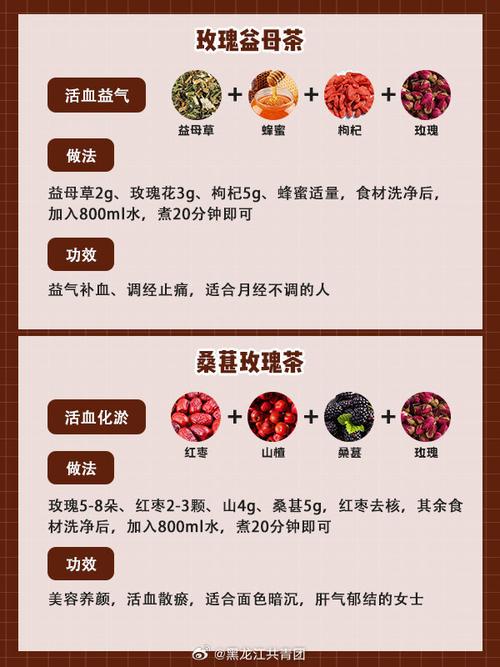 玫瑰益母茶
活血益气
益母草
蜂蜜
枸杞
玫瑰
做法
益母草2g、玫瑰花3g、枸杞5g、蜂蜜适量，食材洗净后，
加入800ml水，煮20分钟即可
功效
益气补血、调经止痛，适合月经不调的人
桑葚玫瑰茶
活血化淤
红枣
山楂
桑葚
玫瑰
做法
玫瑰5-8朵、红枣2-3颗、山4g、桑葚5g，红枣去核，其余食
材洗净后，加入800ml水，煮20分钟即可
功效
美容养颜，活血散瘀，适合面色暗沉，肝气郁结的女士
@黑龙江共青团